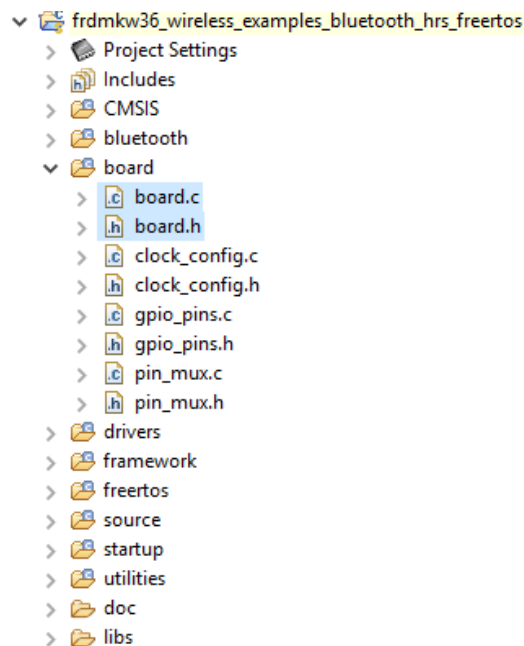 frdmkw36_wireless_examples_bluetooth_hrs_freertos
Project Settings
Includes
CMSIS
bluetooth
board
board.c
board.h
clock_config.c
clock_config.h
gpio_pins.c
gpio_pins.h
pin_mux.c
pin_mux.h
drivers
framework
freertos
source
startup
utilities
doc
libs